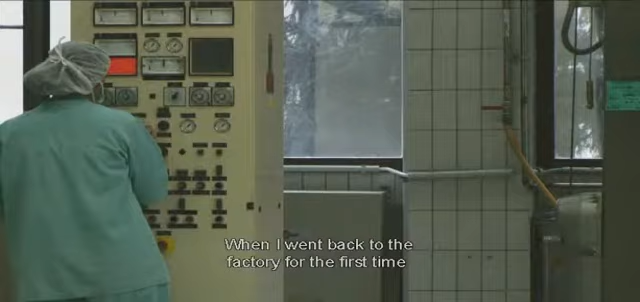 When I went back to the
factory for the first time